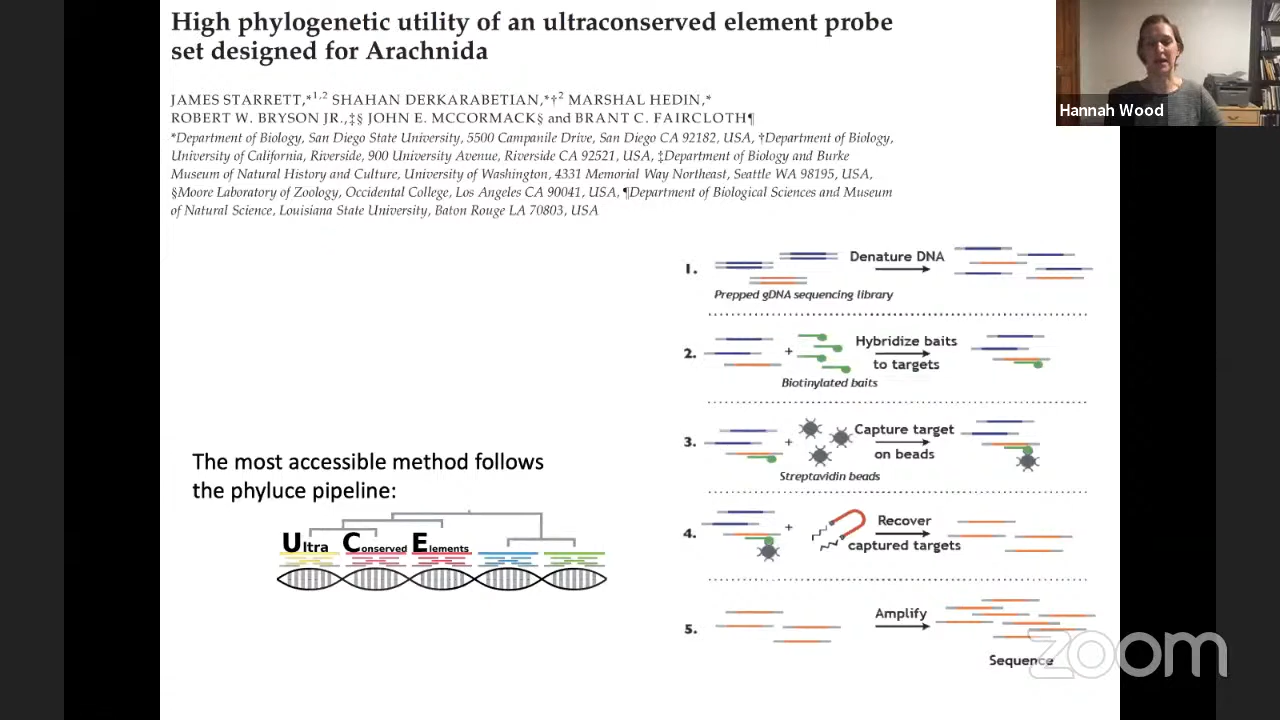 High phylogenetic utility of an ultraconserved element probe
set designed for Arachnida
JAMES STARRETT,*¹,² SHAHAN DERKARABETIAN,*†² MARSHAL HEDIN,*
ROBERT W. BRYSON JR.,‡§ JOHN E. MCCORMACK§ and BRANT C. FAIRCLOTH¶
*Department of Biology, San Diego State University, 5500 Campanile Drive, San Diego CA 92182, USA, †Department of Biology,
University of California, Riverside, 900 University Avenue, Riverside CA 92521, USA, ‡Department of Biology and Burke
Museum of Natural History and Culture, University of Washington, 4331 Memorial Way Northeast, Seattle WA 98195, USA,
§Moore Laboratory of Zoology, Occidental College, Los Angeles CA 90041, USA, ¶Department of Biological Sciences and Museum
of Natural Science, Louisiana State University, Baton Rouge LA 70803, USA
Hannah Wood
1.
Denature DNA
Prepped gDNA sequencing library
2.
+
Hybridize baits
to targets
Biotinylated baits
3.
+
Capture target
on beads
Streptavidin beads
4.
+
Recover
captured targets
5.
Amplify
Sequence
The most accessible method follows
the phyluce pipeline:
Ultra Conserved Elements
zoom